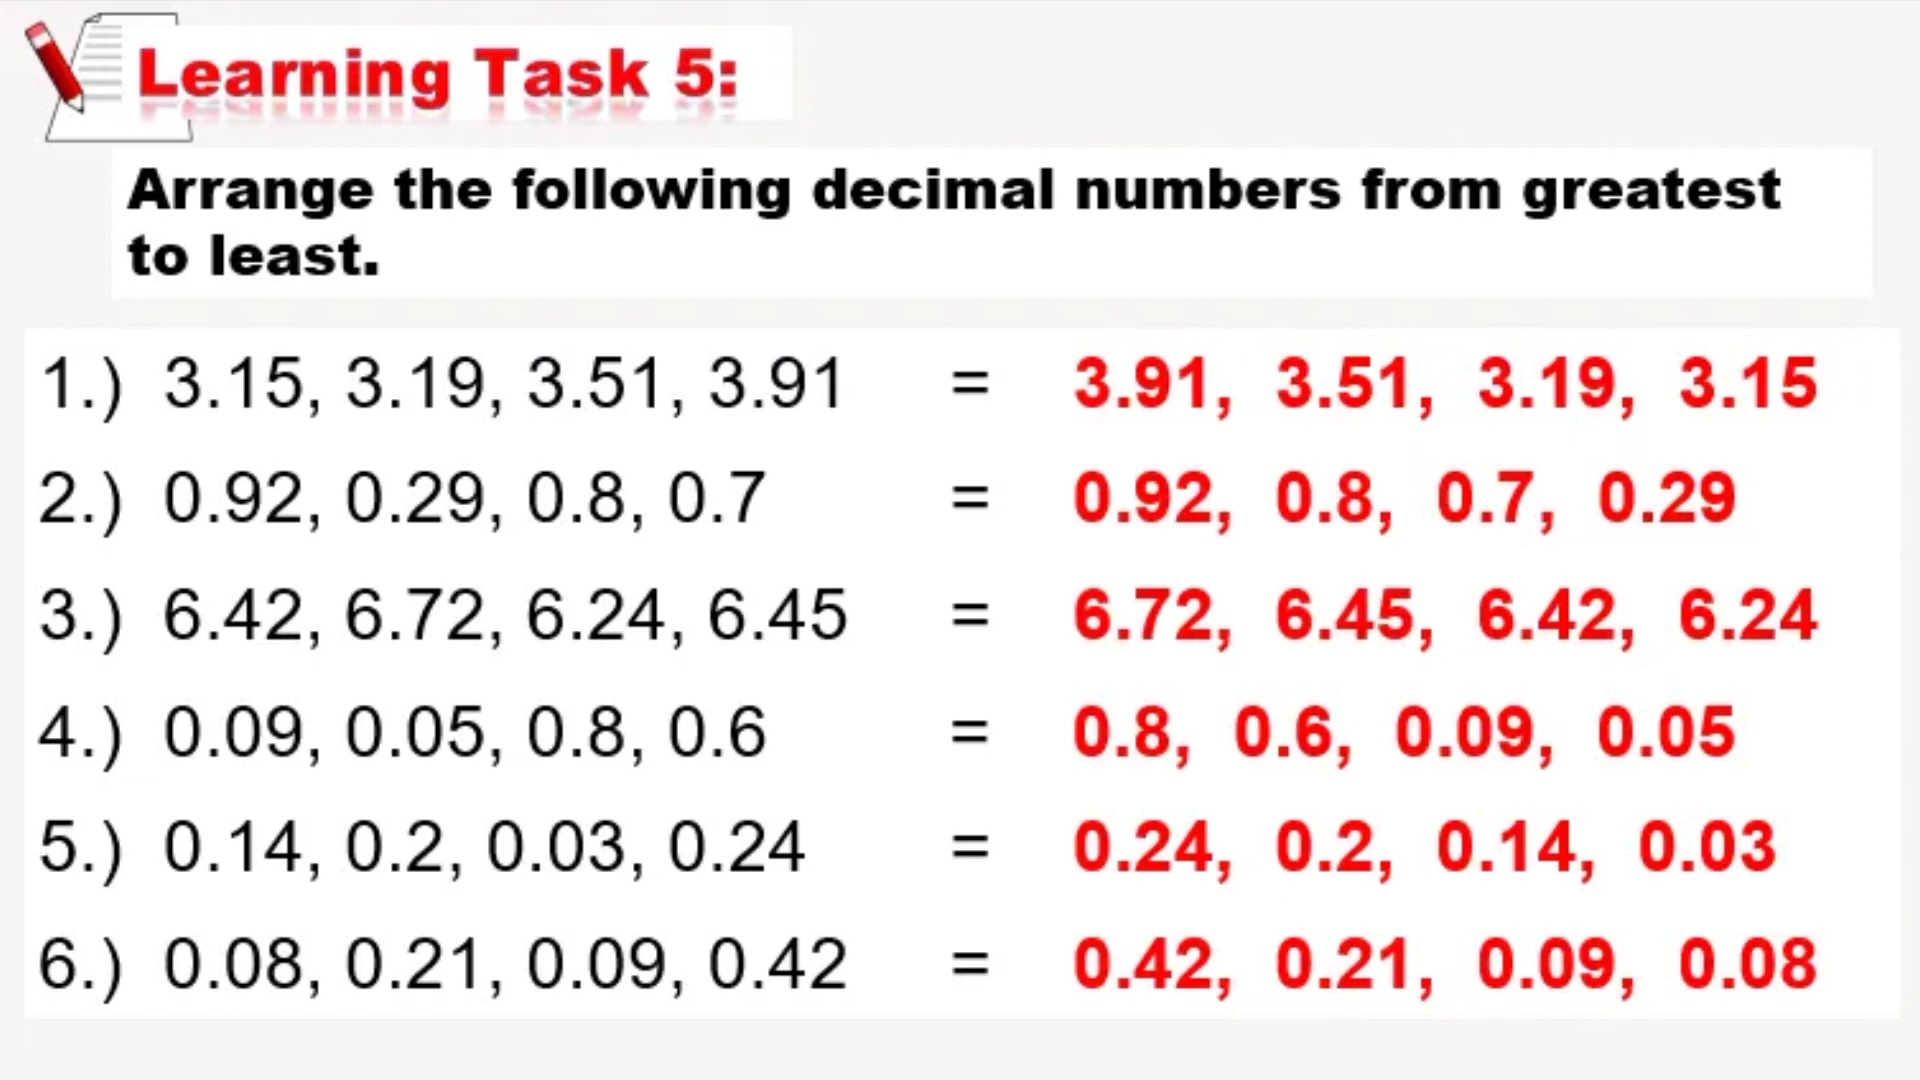 Learning Task 5:
Arrange the following decimal numbers from greatest
to least.
1.) 3.15, 3.19, 3.51, 3.91 = 3.91, 3.51, 3.19, 3.15
2.) 0.92, 0.29, 0.8, 0.7 = 0.92, 0.8, 0.7, 0.29
3.) 6.42, 6.72, 6.24, 6.45 = 6.72, 6.45, 6.42, 6.24
4.) 0.09, 0.05, 0.8, 0.6 = 0.8, 0.6, 0.09, 0.05
5.) 0.14, 0.2, 0.03, 0.24 = 0.24, 0.2, 0.14, 0.03
6.) 0.08, 0.21, 0.09, 0.42 = 0.42, 0.21, 0.09, 0.08